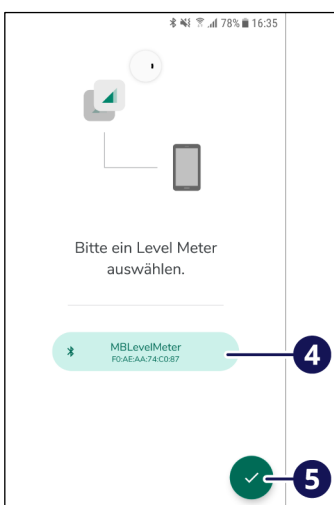 78% 16:35
Bitte ein Level Meter
auswählen.
MBLevelMeter
F0:AE:AA:74:C0:87
4
5